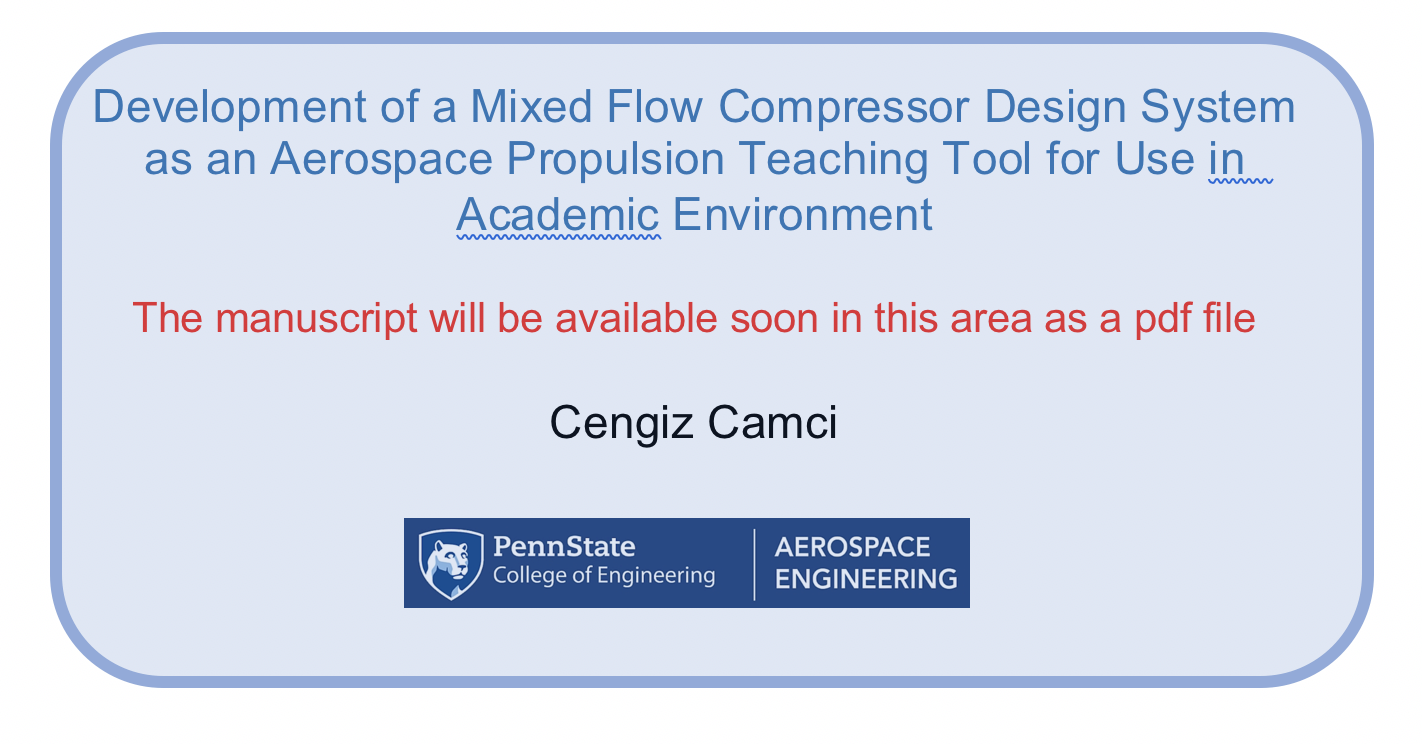 Development of a Mixed Flow Compressor Design System
as an Aerospace Propulsion Teaching Tool for Use in
Academic Environment
The manuscript will be available soon in this area as a pdf file
Cengiz Camci
PennState
College of Engineering
AEROSPACE
ENGINEERING